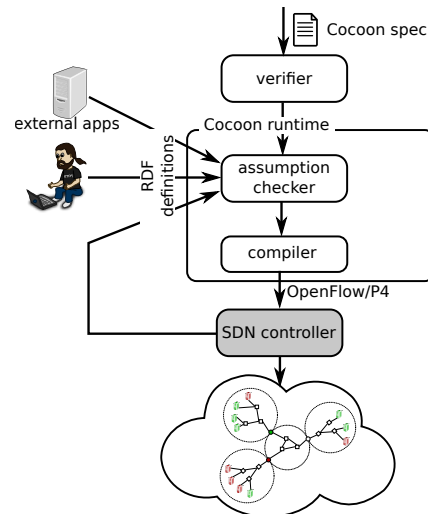 Cocoon spec
verifier
external apps
Cocoon runtime
RDF
definitions
assumption
checker
compiler
OpenFlow/P4
SDN controller